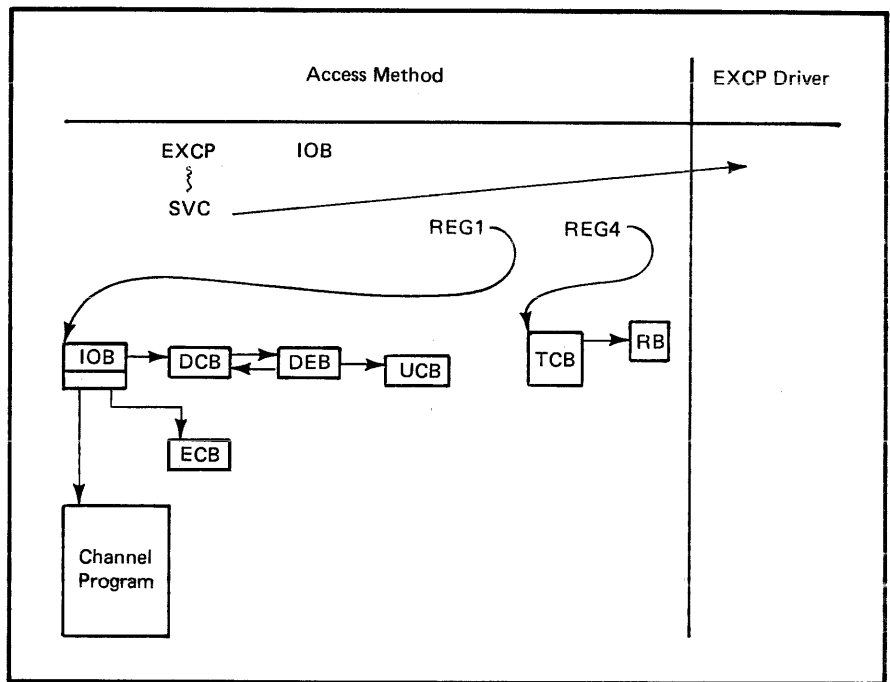 Access Method
EXCP Driver
EXCP IOB
SVC
REG1 REG4
IOB DCB DEB UCB TCB RB
ECB
Channel
Program